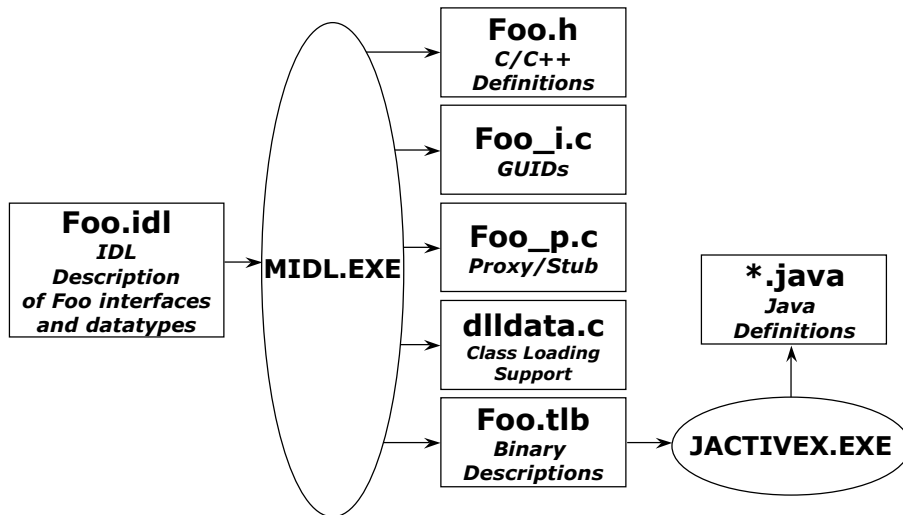 Foo.idl
IDL
Description
of Foo interfaces
and datatypes
MIDL.EXE
Foo.h
C/C++
Definitions
Foo_i.c
GUIDs
Foo_p.c
Proxy/Stub
dlldata.c
Class Loading
Support
Foo.tlb
Binary
Descriptions
JACTIVEX.EXE
*.java
Java
Definitions